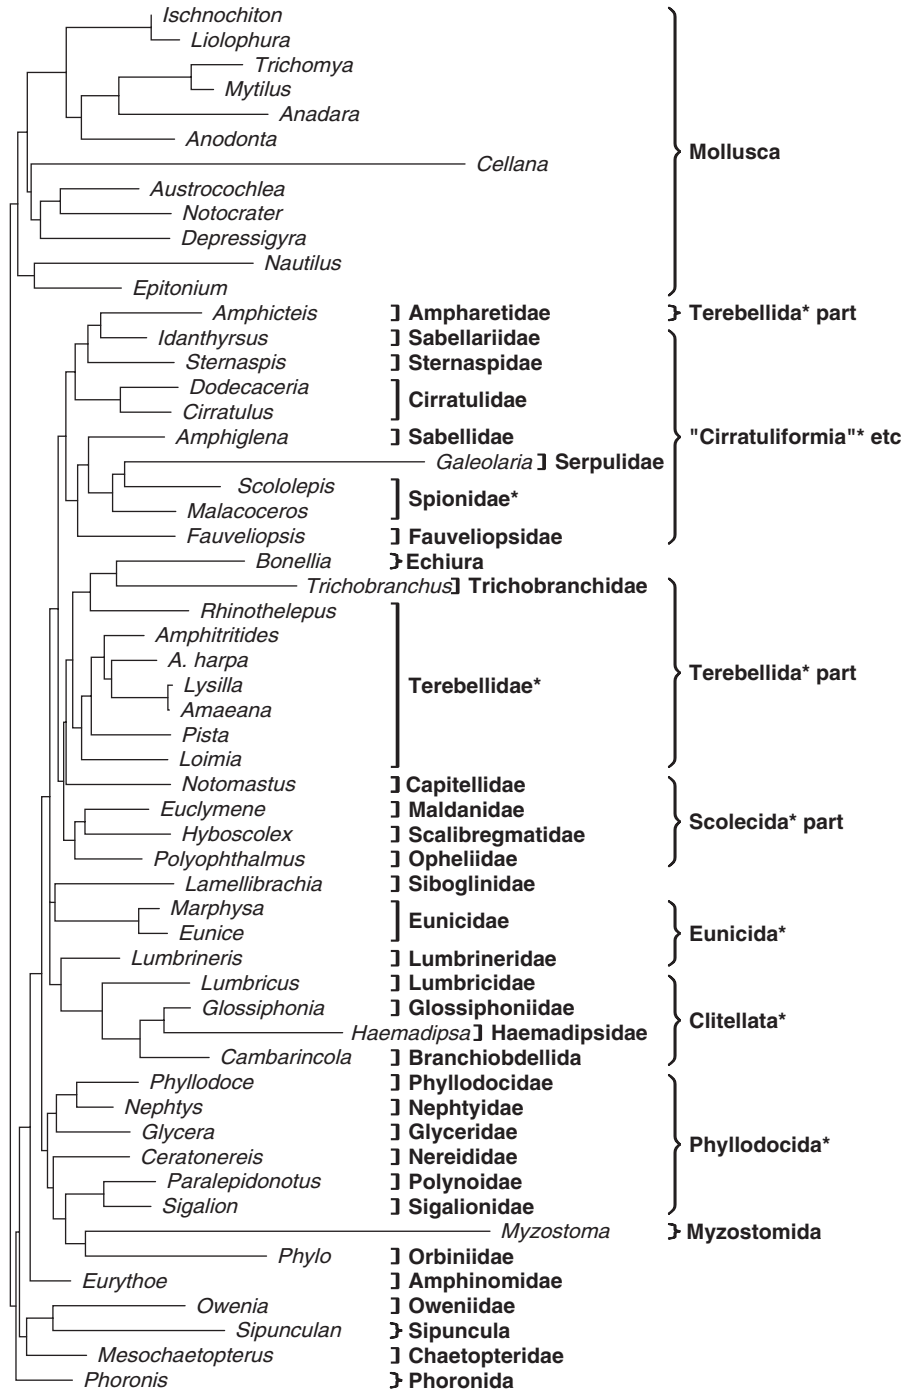 Ischnochiton
Liolophura
Trichomya
Mytilus
Anadara
Anodonta
Mollusca
Cellana
Austrocochlea
Notocrater
Depressigyra
Nautilus
Epitonium
Amphicteis ] Ampharetidae } Terebellida* part
Idanthyrsus ] Sabellariidae
Sternaspis ] Sternaspidae
Dodecaceria
Cirratulidae
Cirratulus
Amphiglena ] Sabellidae "Cirratuliformia"* etc
Galeolaria ] Serpulidae
Scololepis
Spionidae*
Malacoceros
Fauveliopsis ] Fauveliopsidae
Bonellia } Echiura
Trichobranchus ] Trichobranchidae
Rhinothelepus
Amphitritides
A. harpa
Terebellida* part
Lysilla
Terebellidae*
Amaeana
Pista
Loimia
Notomastus ] Capitellidae
Euclymene ] Maldanidae
Scolecida* part
Hyboscolex ] Scalibregmatidae
Polyophthalmus ] Opheliidae
Lamellibrachia ] Siboglinidae
Marphysa
Eunicidae
Eunice
Eunicida*
Lumbrineris ] Lumbrineridae
Lumbricus ] Lumbricidae
Glossiphonia ] Glossiphoniidae
Clitellata*
Haemadipsa ] Haemadipsidae
Cambarincola ] Branchiobdellida
Phyllodoce ] Phyllodocidae
Nephtys ] Nephtyidae
Glycera ] Glyceridae
Phyllodocida*
Ceratonereis ] Nereididae
Paralepidonotus ] Polynoidae
Sigalion ] Sigalionidae
Myzostoma } Myzostomida
Phylo ] Orbiniidae
Eurythoe ] Amphinomidae
Owenia ] Oweniidae
Sipunculan } Sipuncula
Mesochaetopterus ] Chaetopteridae
Phoronis } Phoronida